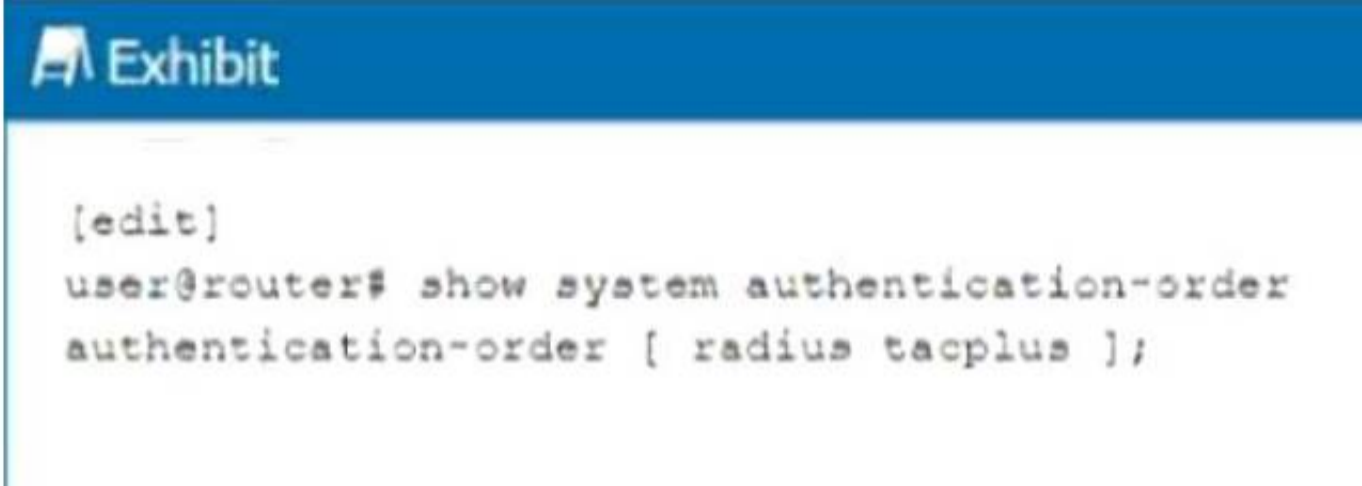 Exhibit
[edit]
user@router# show system authentication-order
authentication-order [ radius tacplus ];